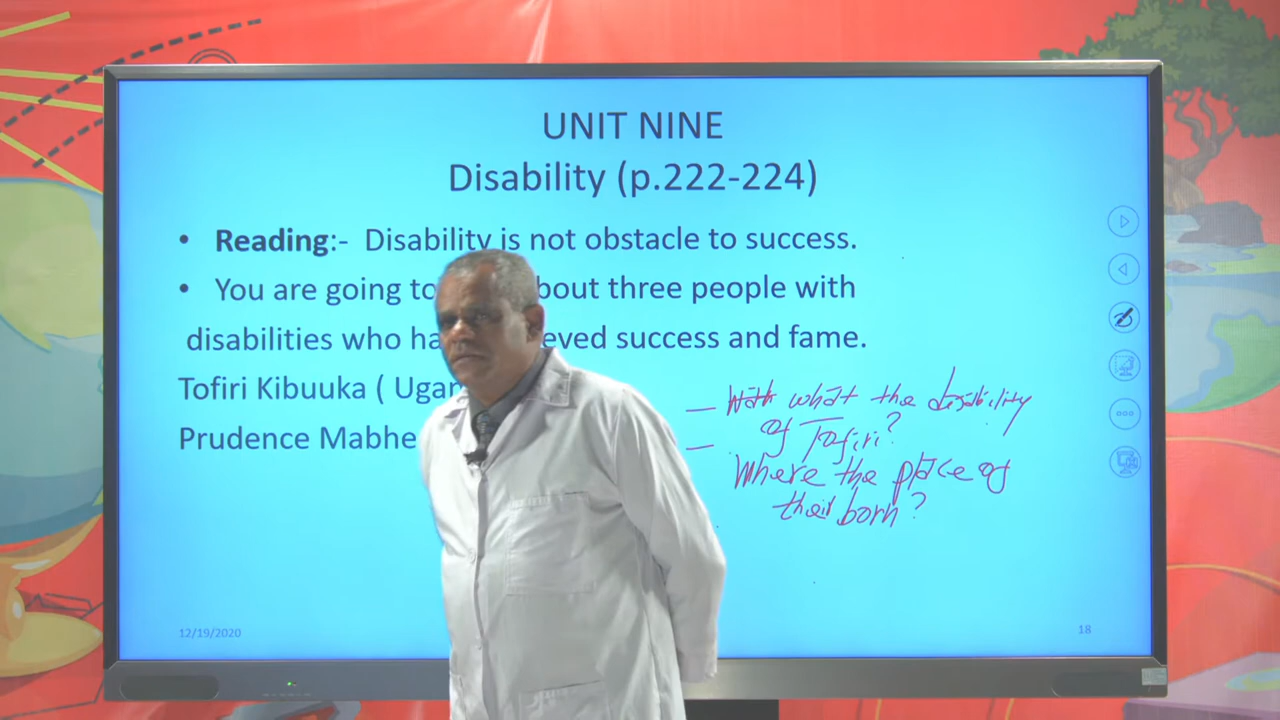 UNIT NINE
Disability (p.222-224)
• Reading:- Disability is not obstacle to success.
• You are going to bout three people with
disabilities who ha eved success and fame.
Tofiri Kibuuka ( Ugan
Prudence Mabhe
— what the disability
of Tofiri?
— Where the place of
their born?
12/19/2020
18